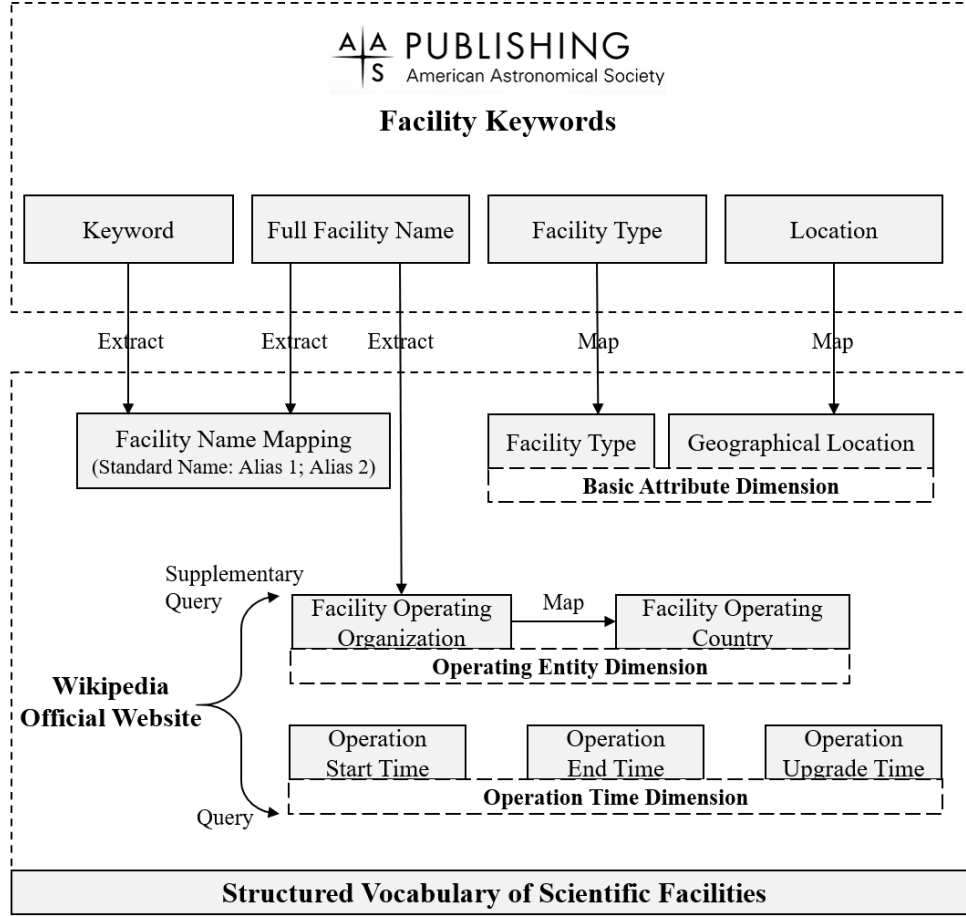 A A PUBLISHING
S American Astronomical Society
Facility Keywords
Keyword
Full Facility Name
Facility Type
Location
Extract
Extract
Extract
Map
Map
Facility Name Mapping
(Standard Name: Alias 1; Alias 2)
Facility Type
Geographical Location
Basic Attribute Dimension
Supplementary
Query
Facility Operating
Organization
Map
Facility Operating
Country
Operating Entity Dimension
Wikipedia
Official Website
Operation
Start Time
Operation
End Time
Operation
Upgrade Time
Operation Time Dimension
Query
Structured Vocabulary of Scientific Facilities